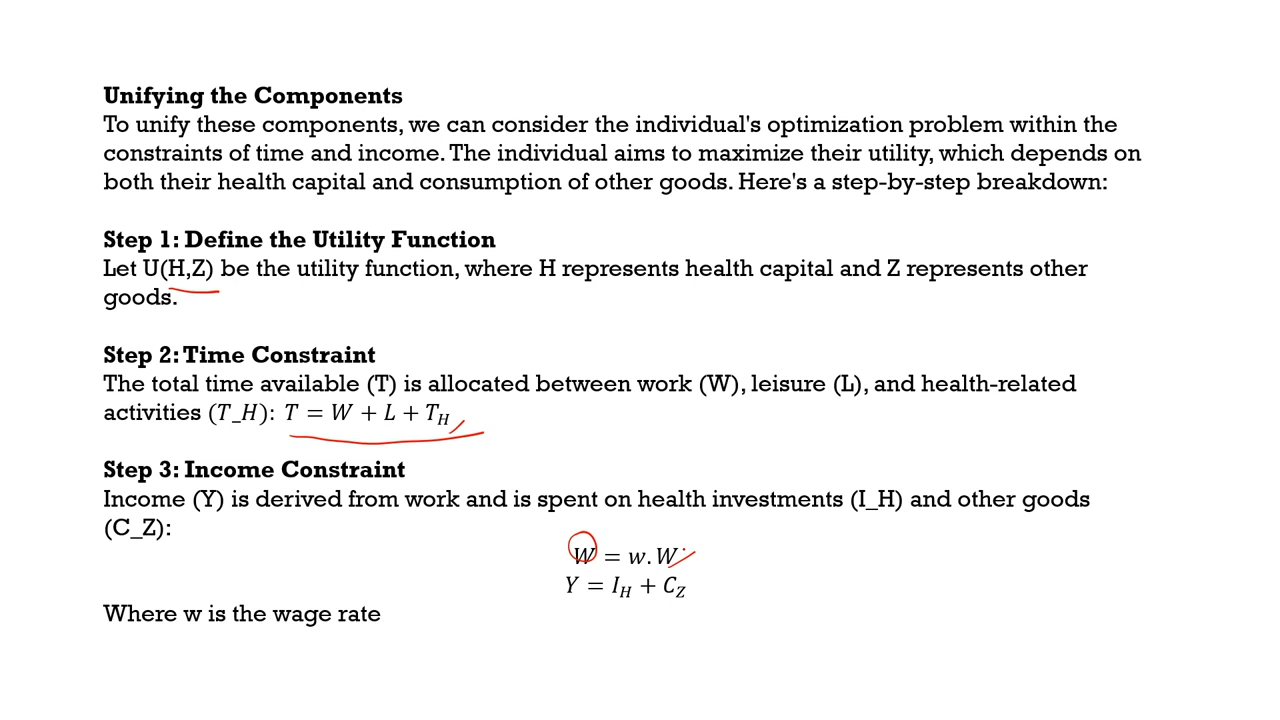 Unifying the Components
To unify these components, we can consider the individual's optimization problem within the
constraints of time and income. The individual aims to maximize their utility, which depends on
both their health capital and consumption of other goods. Here's a step-by-step breakdown:
Step 1: Define the Utility Function
Let U(H,Z) be the utility function, where H represents health capital and Z represents other
goods.
Step 2: Time Constraint
The total time available (T) is allocated between work (W), leisure (L), and health-related
activities (T_H): T = W + L + T_H
Step 3: Income Constraint
Income (Y) is derived from work and is spent on health investments (I_H) and other goods
(C_Z):
W = w. W
Y = I_H + C_Z
Where w is the wage rate